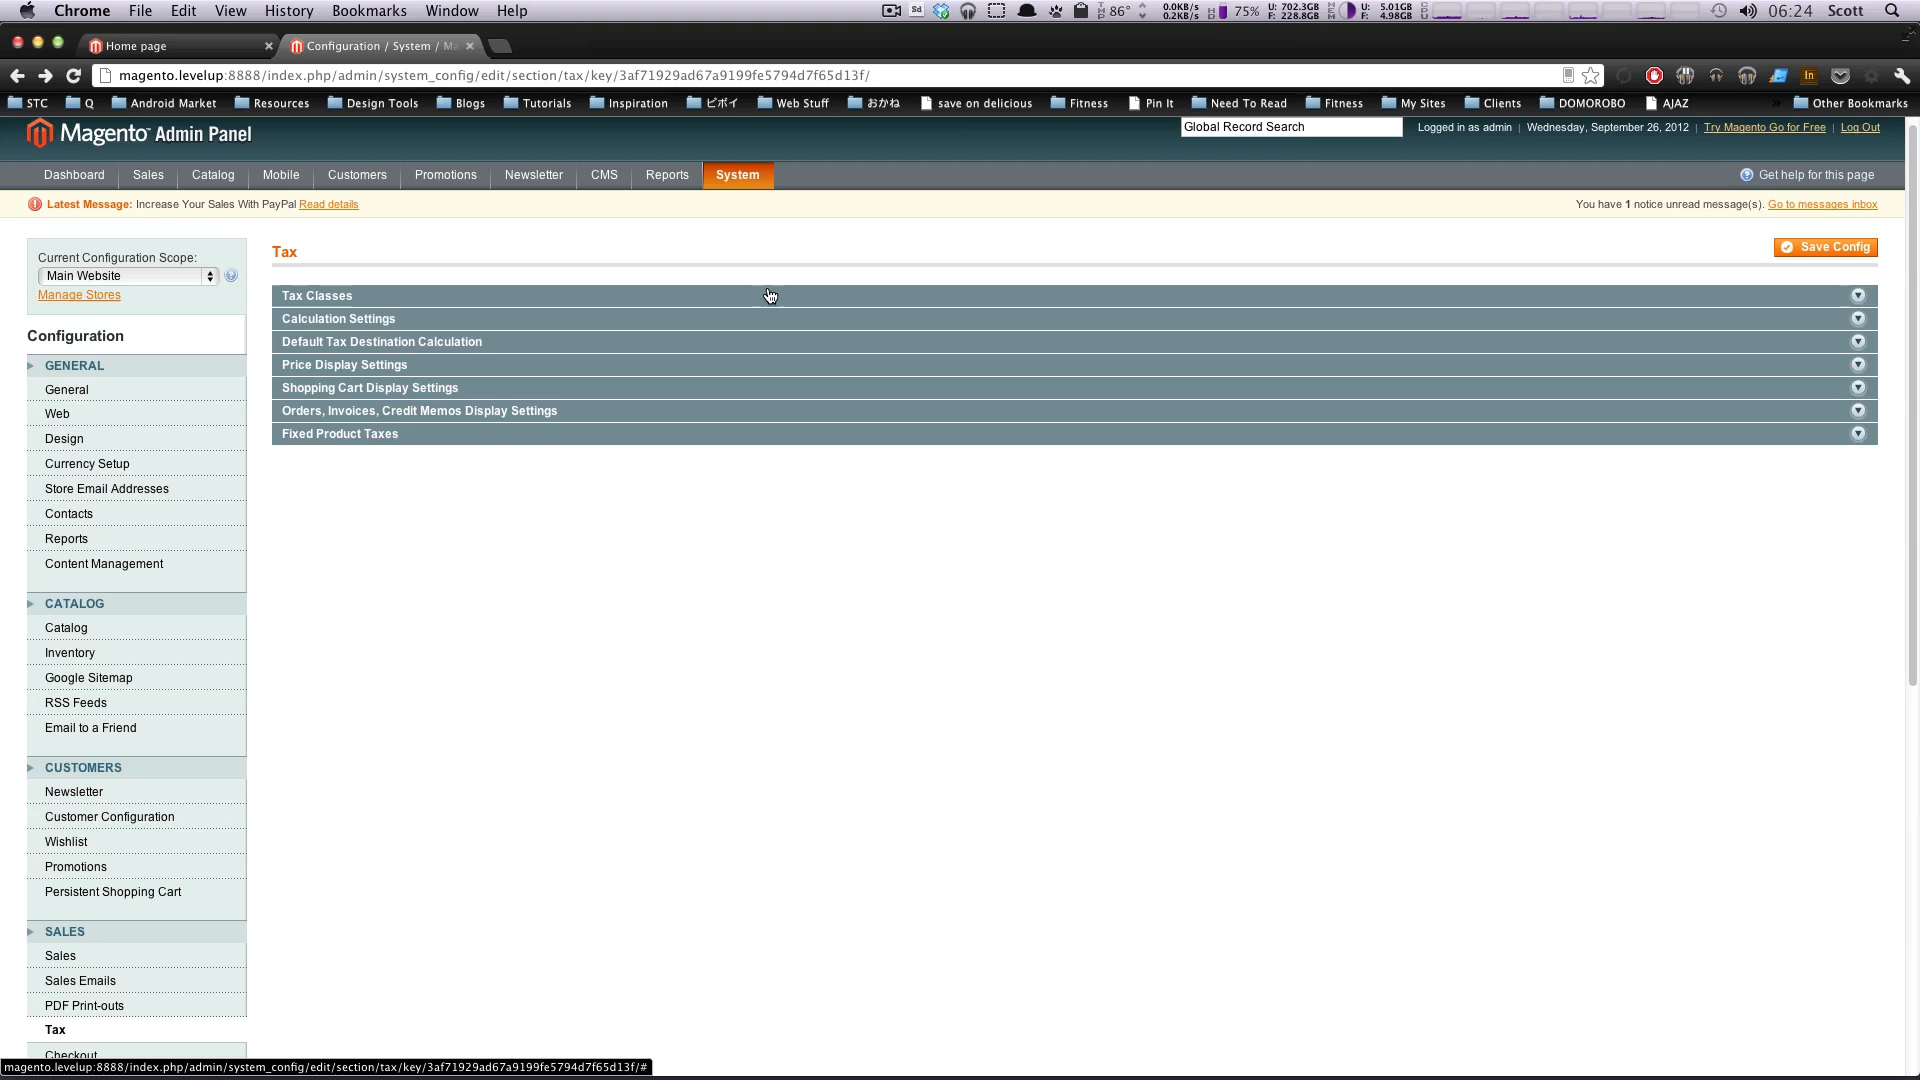 Chrome File Edit View History Bookmarks Window Help
Sd 86° 0.0KB/s 0.2KB/s 75% U: 702.3GB F: 228.8GB U: 5.01GB F: 4.98GB 06:24 Scott
Home page
Configuration / System / Ma
magento.levelup:8888/index.php/admin/system_config/edit/section/tax/key/3af71929ad67a9199fe5794d7f65d13f/
STC Q Android Market Resources Design Tools Blogs Tutorials Inspiration ビボイ Web Stuff おかね save on delicious Fitness Pin It Need To Read Fitness My Sites Clients DOMOROBO AJAZ » Other Bookmarks
Magento Admin Panel
Global Record Search
Logged in as admin | Wednesday, September 26, 2012 | Try Magento Go for Free | Log Out
Dashboard Sales Catalog Mobile Customers Promotions Newsletter CMS Reports System
Get help for this page
Latest Message: Increase Your Sales With PayPal Read details
You have 1 notice unread message(s). Go to messages inbox
Current Configuration Scope:
Main Website
Manage Stores
Configuration
GENERAL
General
Web
Design
Currency Setup
Store Email Addresses
Contacts
Reports
Content Management
CATALOG
Catalog
Inventory
Google Sitemap
RSS Feeds
Email to a Friend
CUSTOMERS
Newsletter
Customer Configuration
Wishlist
Promotions
Persistent Shopping Cart
SALES
Sales
Sales Emails
PDF Print-outs
Tax
Checkout
Tax
Save Config
Tax Classes
Calculation Settings
Default Tax Destination Calculation
Price Display Settings
Shopping Cart Display Settings
Orders, Invoices, Credit Memos Display Settings
Fixed Product Taxes
magento.levelup:8888/index.php/admin/system_config/edit/section/tax/key/3af71929ad67a9199fe5794d7f65d13f/#